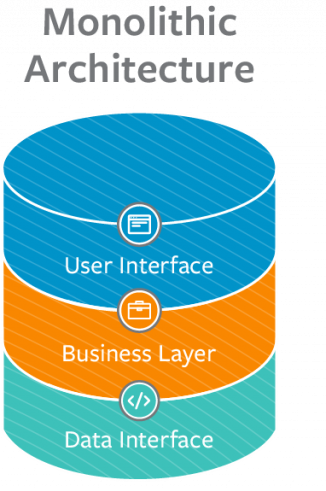 Monolithic
Architecture
User Interface
Business Layer
Data Interface